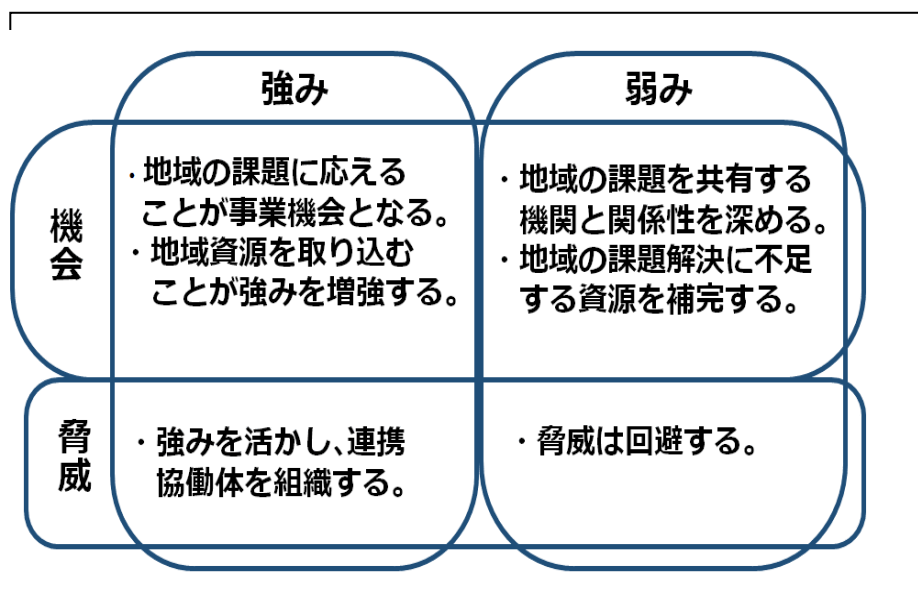 強み
弱み
機
会
・地域の課題に応える
ことが事業機会となる。
・地域資源を取り込む
ことが強みを増強する。
・地域の課題を共有する
機関と関係性を深める。
・地域の課題解決に不足
する資源を補完する。
脅
威
・強みを活かし、連携
協働体を組織する。
・脅威は回避する。